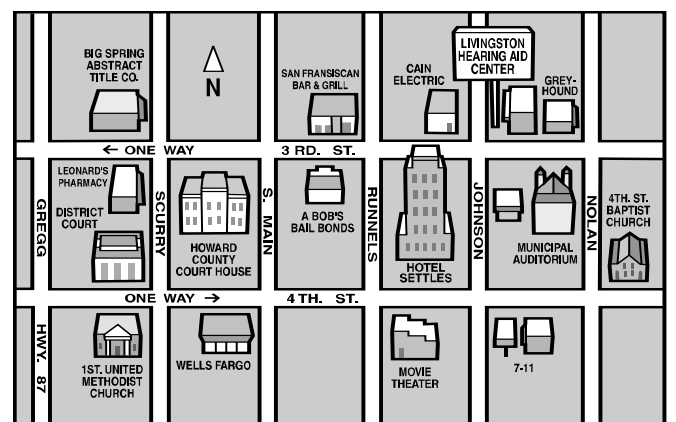 BIG SPRING
ABSTRACT
TITLE CO.
N
SAN FRANSISCAN
BAR & GRILL
CAIN
ELECTRIC
LIVINGSTON
HEARING AID
CENTER
GREY-
HOUND
← ONE WAY
3 RD. ST.
LEONARD'S
PHARMACY
DISTRICT
COURT
GREGG
SCURRY
HOWARD
COUNTY
COURT HOUSE
S. MAIN
A BOB'S
BAIL BONDS
RUNNELS
HOTEL
SETTLES
JOHNSON
MUNICIPAL
AUDITORIUM
NOLAN
4TH. ST.
BAPTIST
CHURCH
ONE WAY →
4 TH. ST.
HWY. 87
1ST. UNITED
METHODIST
CHURCH
WELLS FARGO
MOVIE
THEATER
7-11